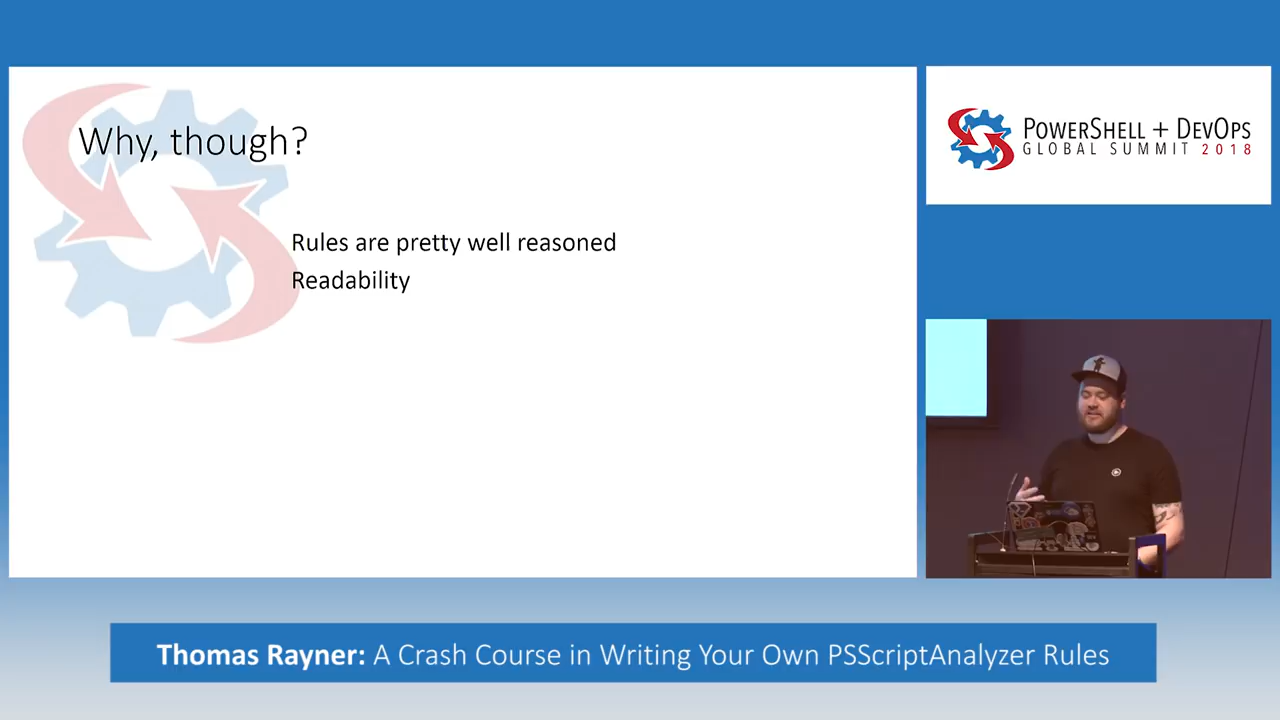 Why, though?
Rules are pretty well reasoned
Readability
POWERSHELL + DEVOPS
GLOBAL SUMMIT 2018
Thomas Rayner: A Crash Course in Writing Your Own PSScriptAnalyzer Rules